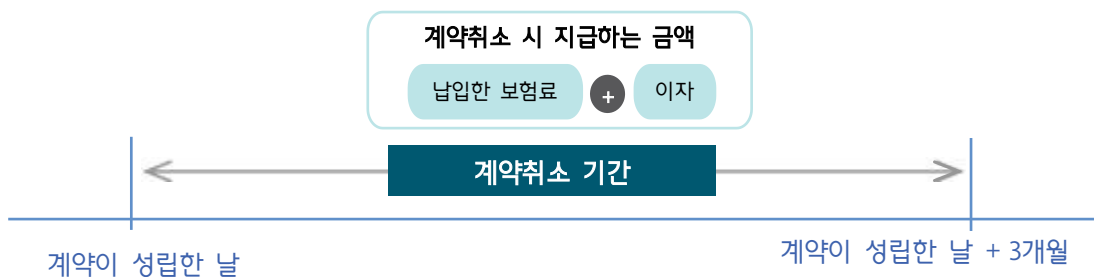 계약취소 시 지급하는 금액
납입한 보험료 + 이자
계약취소 기간
계약이 성립한 날
계약이 성립한 날 + 3개월